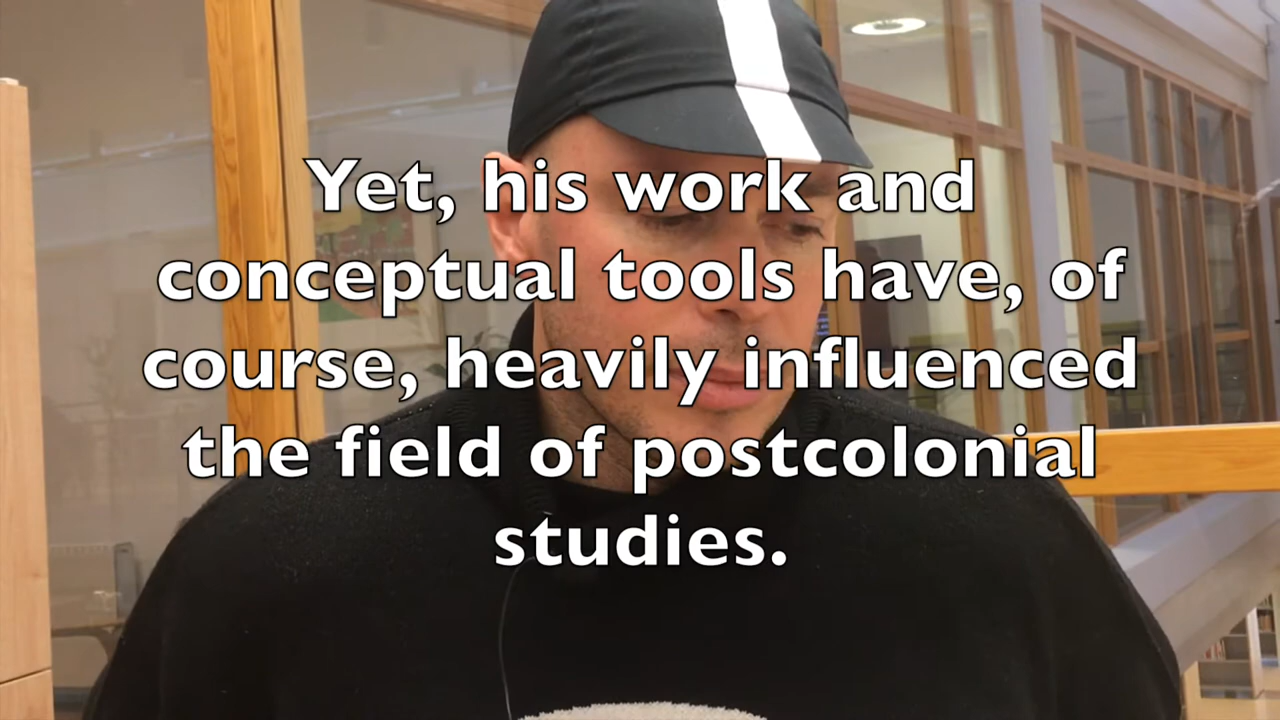 Yet, his work and
conceptual tools have, of
course, heavily influenced
the field of postcolonial
studies.